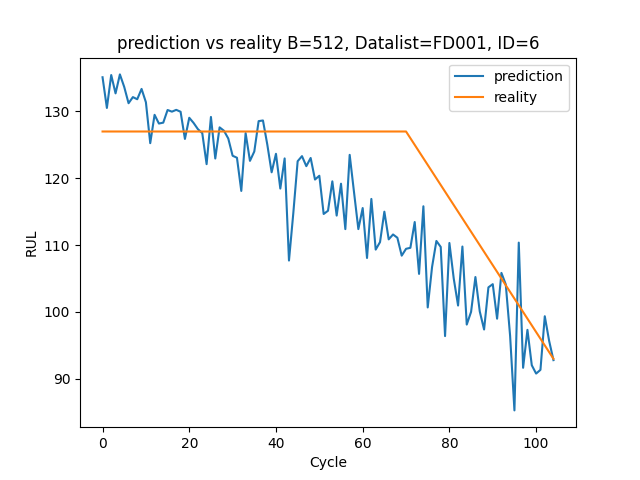 prediction vs reality B=512, Datalist=FD001, ID=6
prediction
reality
RUL
130
120
110
100
90
0 20 40 60 80 100
Cycle